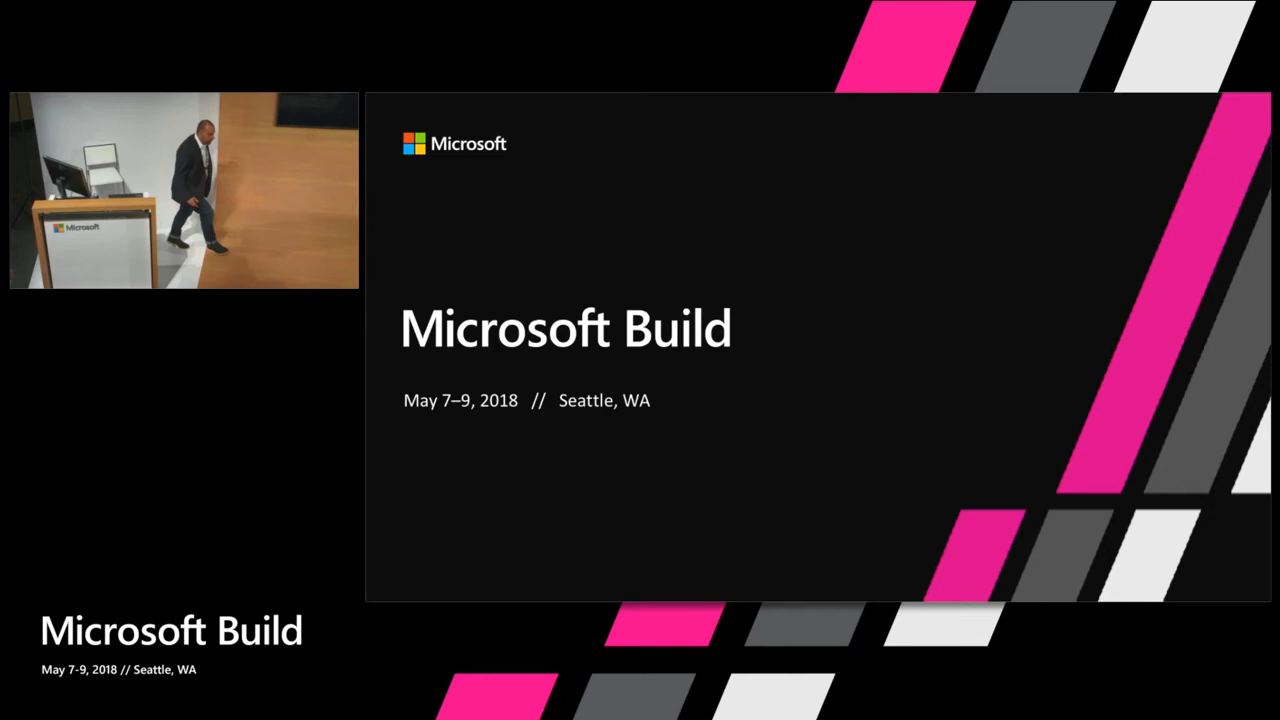 Microsoft
Microsoft
Microsoft Build
May 7–9, 2018 // Seattle, WA
Microsoft Build
May 7-9, 2018 // Seattle, WA